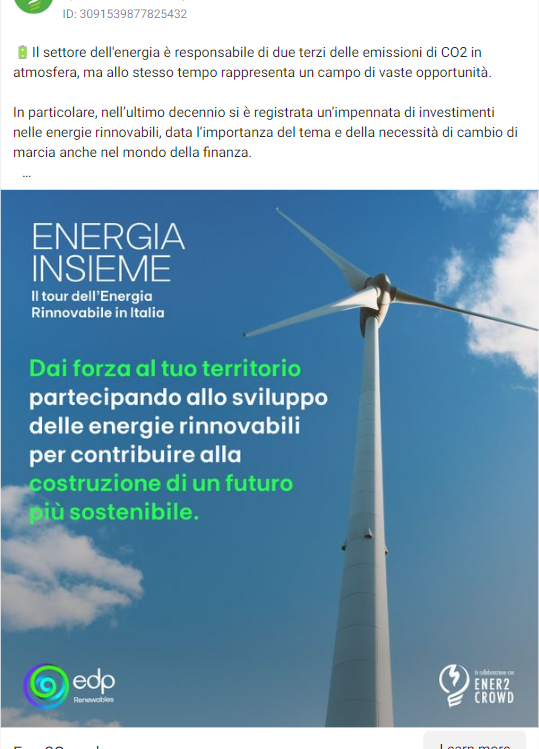 ID: 3091539877825432
🔋 Il settore dell'energia è responsabile di due terzi delle emissioni di CO2 in
atmosfera, ma allo stesso tempo rappresenta un campo di vaste opportunità.
In particolare, nell'ultimo decennio si è registrata un'impennata di investimenti
nelle energie rinnovabili, data l'importanza del tema e della necessità di cambio di
marcia anche nel mondo della finanza.
...
ENERGIA
INSIEME
Il tour dell'Energia
Rinnovabile in Italia
Dai forza al tuo territorio
partecipando allo sviluppo
delle energie rinnovabili
per contribuire alla
costruzione di un futuro
più sostenibile.
edp
Renewables
In collaborazione con
ENER2
CROWD
Learn more